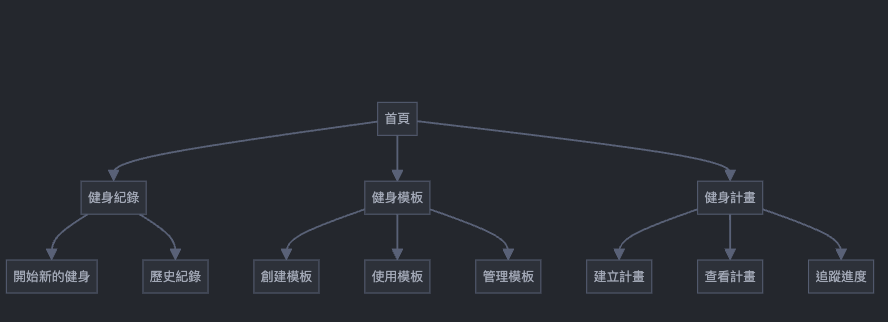 首頁
健身紀錄
健身模板
健身計畫
開始新的健身
歷史紀錄
創建模板
使用模板
管理模板
建立計畫
查看計畫
追蹤進度